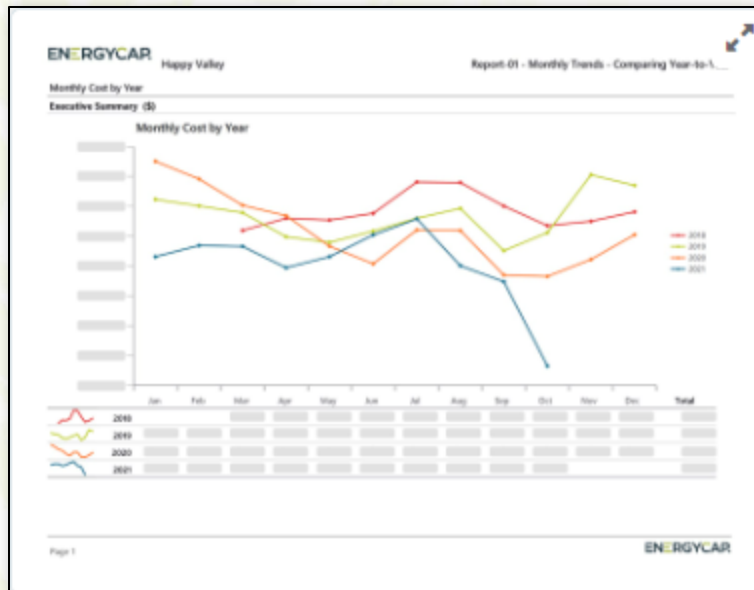 ENERGYCAP
Happy Valley
Report-01 - Monthly Trends - Comparing Year-to-
Monthly Cost by Year
Executive Summary ($)
Monthly Cost by Year
2018
2019
2020
2021
Jan Feb Mar Apr May Jun Jul Aug Sep Oct Nov Dec Total
2018
2019
2020
2021
Page 1
ENERGYCAP